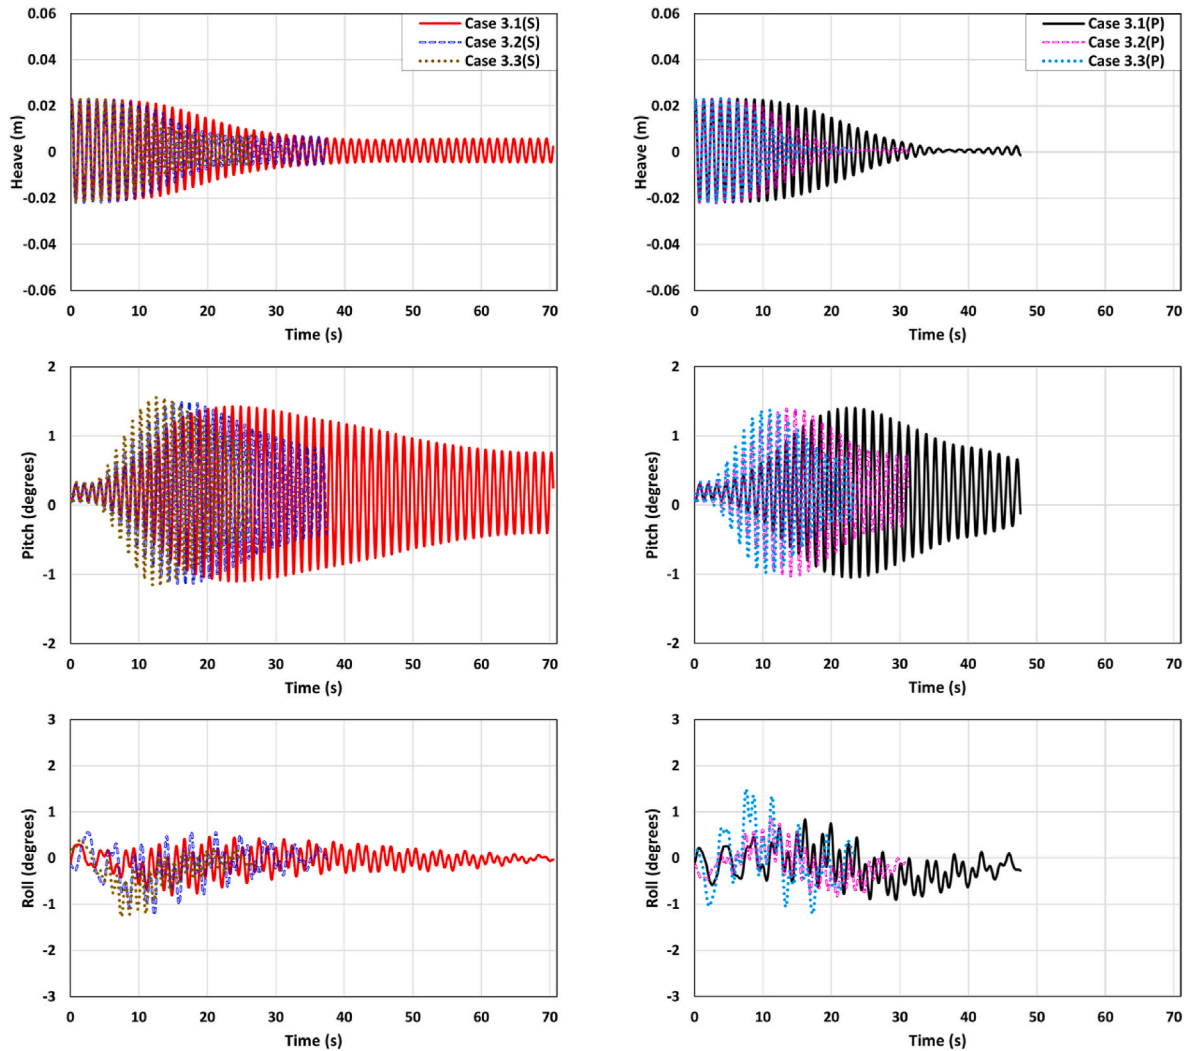 0.06
0.04
0.02
0
-0.02
-0.04
-0.06
Heave (m)
Case 3.1(S)
Case 3.2(S)
Case 3.3(S)
0 10 20 30 40 50 60 70
Time (s)
0.06
0.04
0.02
0
-0.02
-0.04
-0.06
Heave (m)
Case 3.1(P)
Case 3.2(P)
Case 3.3(P)
0 10 20 30 40 50 60 70
Time (s)
2
1
0
-1
-2
Pitch (degrees)
0 10 20 30 40 50 60 70
Time (s)
2
1
0
-1
-2
Pitch (degrees)
0 10 20 30 40 50 60 70
Time (s)
3
2
1
0
-1
-2
-3
Roll (degrees)
0 10 20 30 40 50 60 70
Time (s)
3
2
1
0
-1
-2
-3
Roll (degrees)
0 10 20 30 40 50 60 70
Time (s)